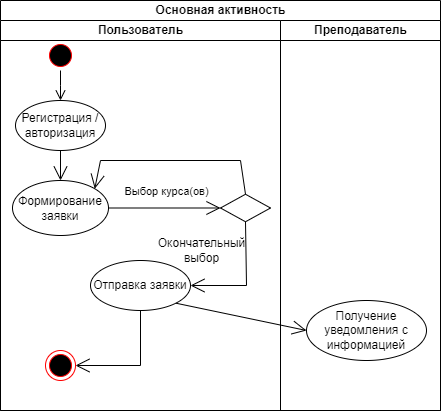 Основная активность
Пользователь
Преподаватель
Регистрация /
авторизация
Формирование
заявки
Выбор курса(ов)
Окончательный
выбор
Отправка заявки
Получение
уведомления с
информацией